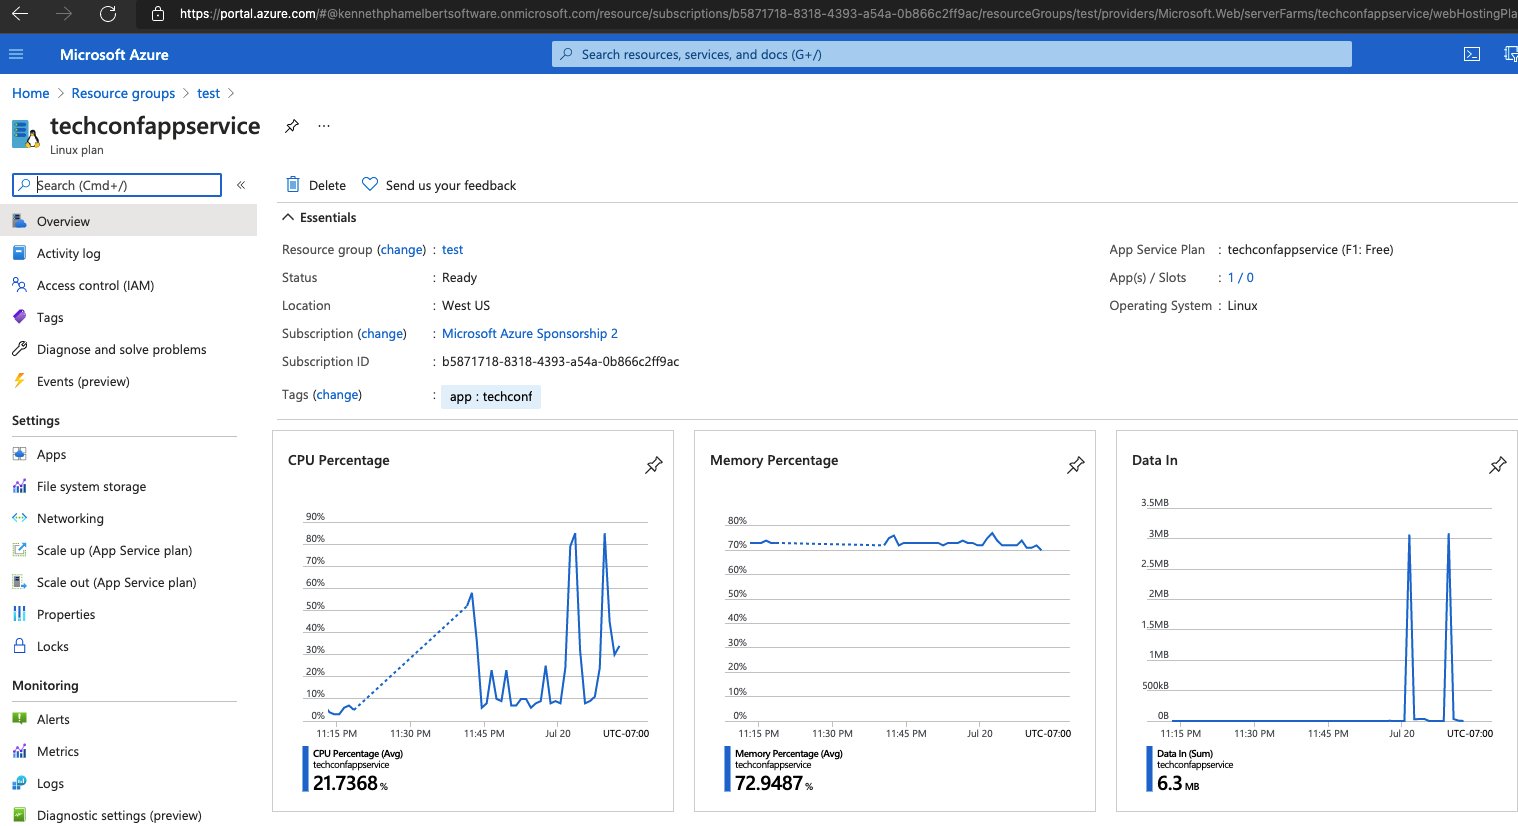 https://portal.azure.com/#@kennethphamelbertsoftware.onmicrosoft.com/resource/subscriptions/b5871718-8318-4393-a54a-0b866c2ff9ac/resourceGroups/test/providers/Microsoft.Web/serverFarms/techconfappservice/webHostingPla
Microsoft Azure
Search resources, services, and docs (G+/)
Home > Resource groups > test >
techconfappservice
Linux plan
Search (Cmd+/)
«
Overview
Activity log
Access control (IAM)
Tags
Diagnose and solve problems
Events (preview)
Settings
Apps
File system storage
Networking
Scale up (App Service plan)
Scale out (App Service plan)
Properties
Locks
Monitoring
Alerts
Metrics
Logs
Diagnostic settings (preview)
Delete
Send us your feedback
Essentials
Resource group (change) : test
Status : Ready
Location : West US
Subscription (change) : Microsoft Azure Sponsorship 2
Subscription ID : b5871718-8318-4393-a54a-0b866c2ff9ac
Tags (change) : app : techconf
App Service Plan : techconfappservice (F1: Free)
App(s) / Slots : 1 / 0
Operating System : Linux
CPU Percentage
90%
80%
70%
60%
50%
40%
30%
20%
10%
0%
11:15 PM 11:30 PM 11:45 PM Jul 20 UTC-07:00
CPU Percentage (Avg)
techconfappservice
21.7368 %
Memory Percentage
80%
70%
60%
50%
40%
30%
20%
10%
0%
11:15 PM 11:30 PM 11:45 PM Jul 20 UTC-07:00
Memory Percentage (Avg)
techconfappservice
72.9487 %
Data In
3.5MB
3MB
2.5MB
2MB
1.5MB
1MB
500kB
0B
11:15 PM 11:30 PM 11:45 PM Jul 20 UTC-07:00
Data In (Sum)
techconfappservice
6.3 MB